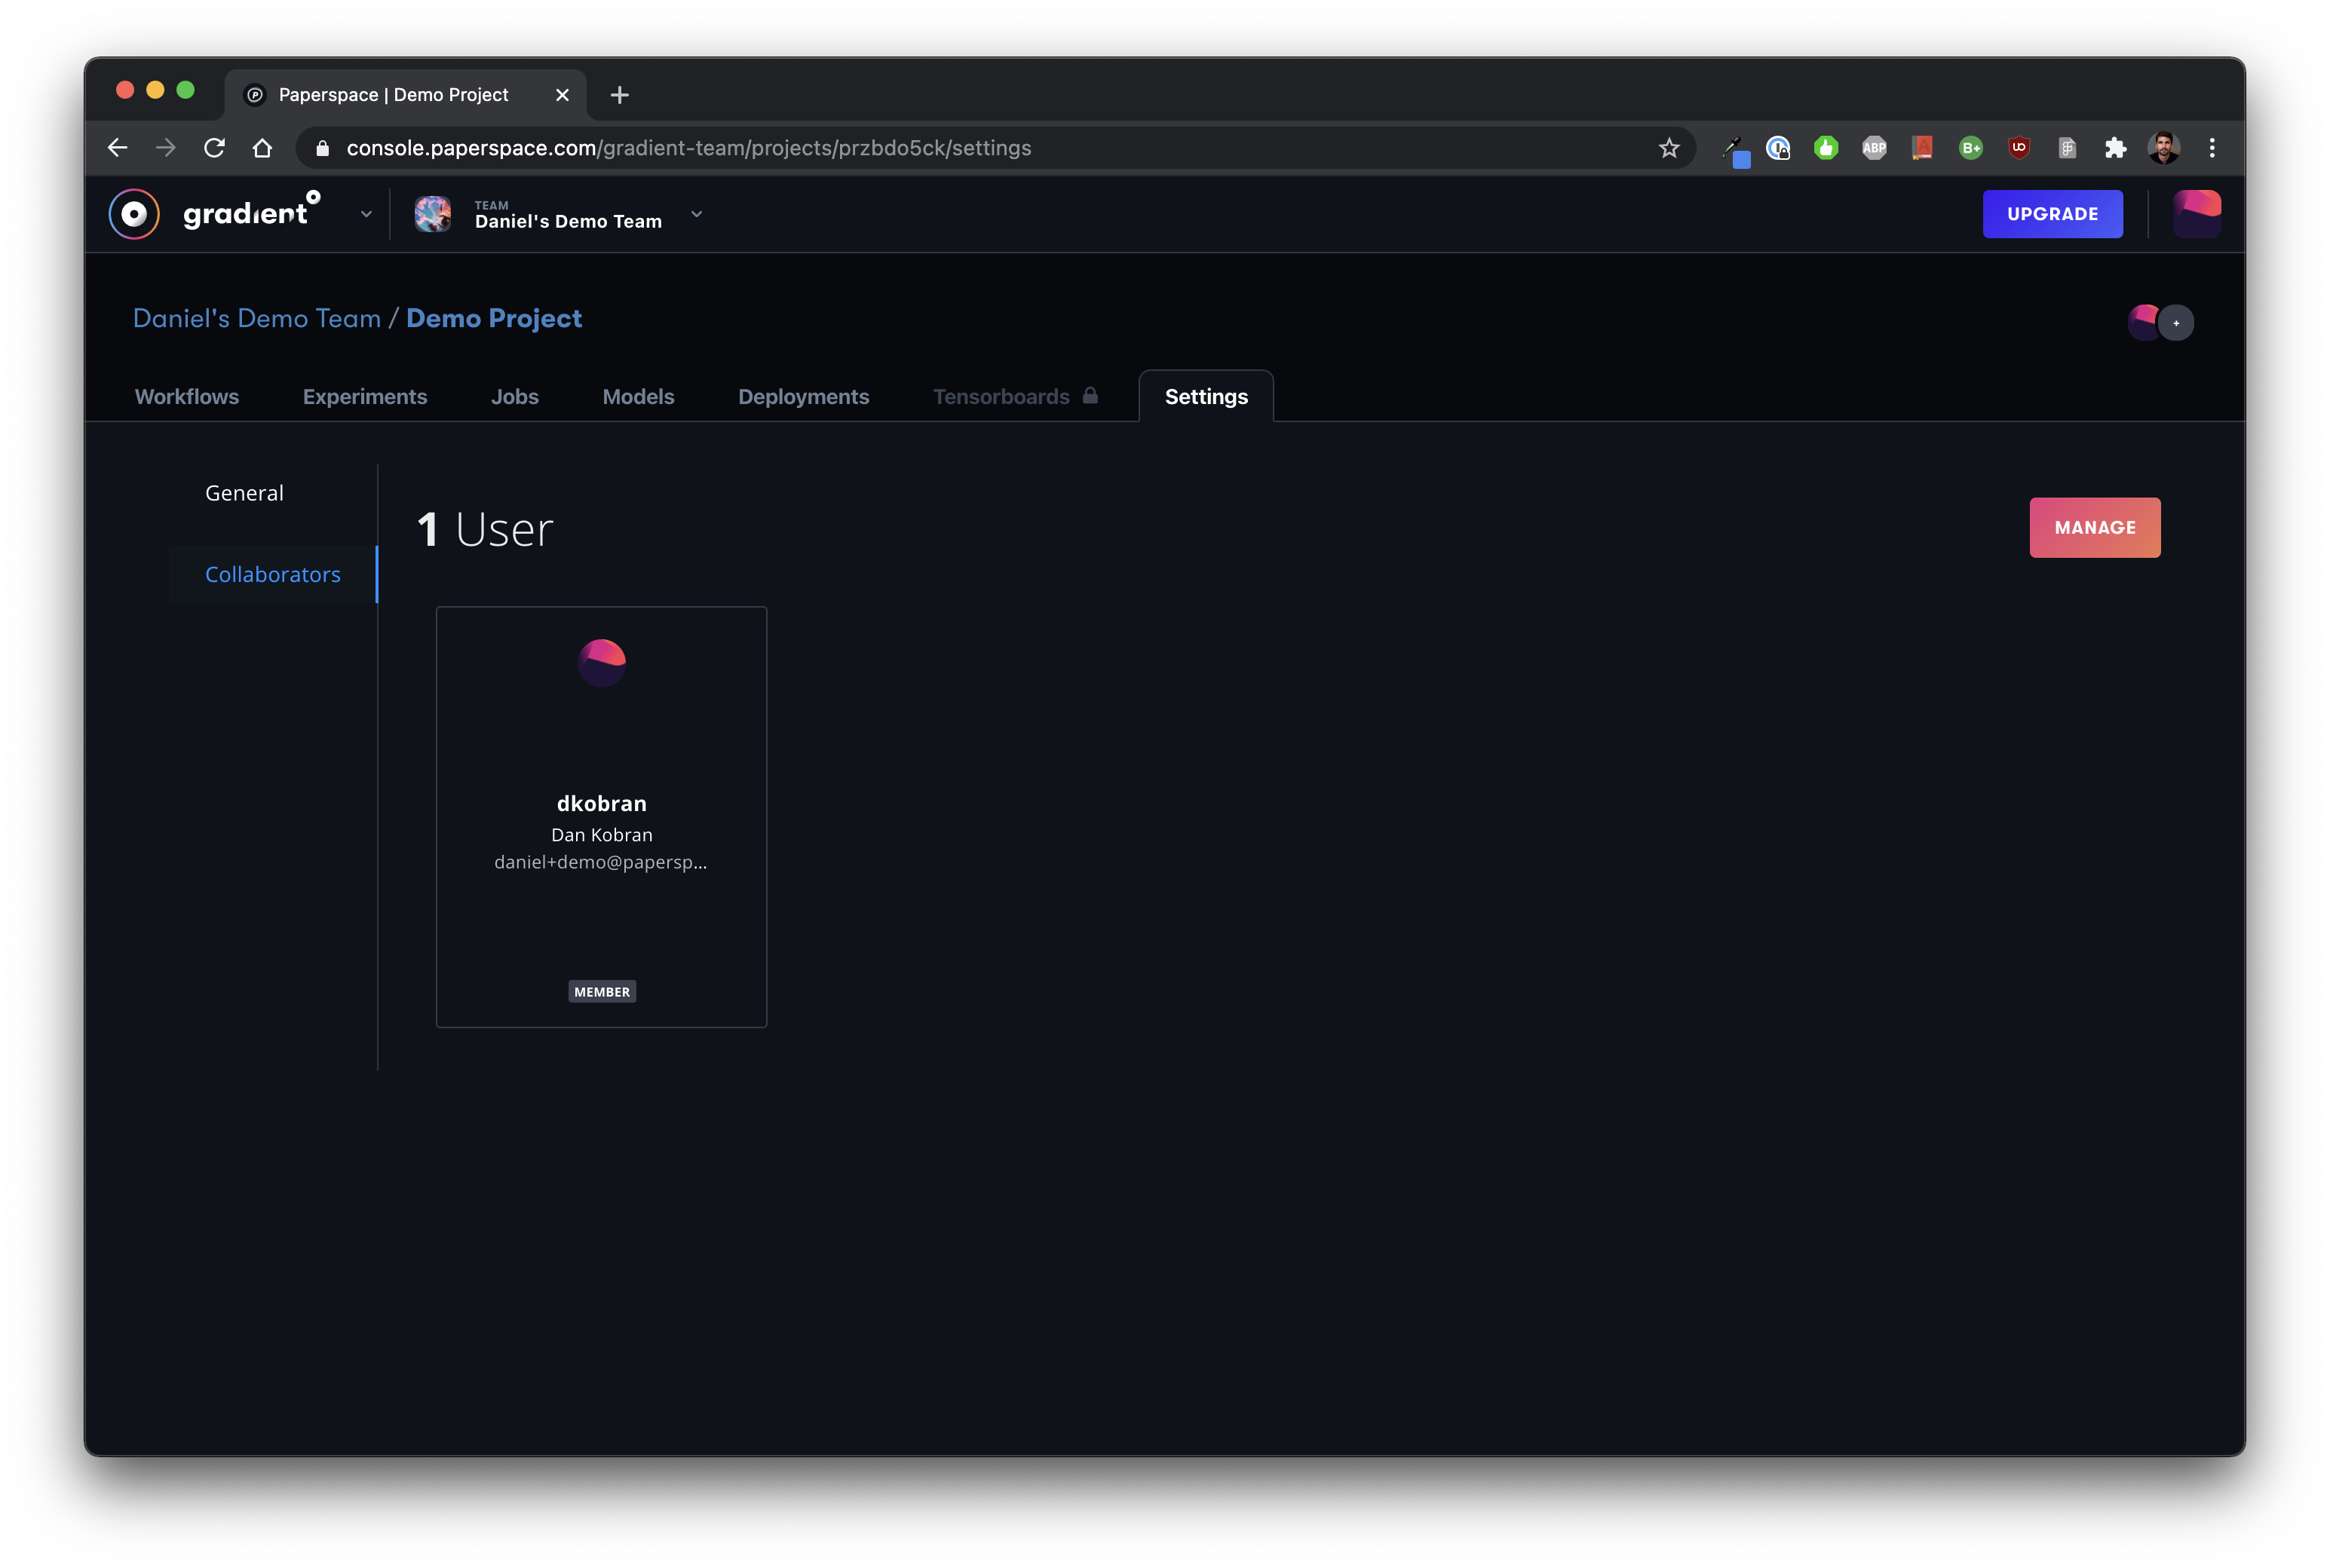 Paperspace | Demo Project
console.paperspace.com/gradient-team/projects/przbdo5ck/settings
ABP
B+
gradient
TEAM
Daniel's Demo Team
UPGRADE
Daniel's Demo Team / Demo Project
+
Workflows Experiments Jobs Models Deployments Tensorboards Settings
General
Collaborators
1 User
MANAGE
dkobran
Dan Kobran
daniel+demo@papersp...
MEMBER